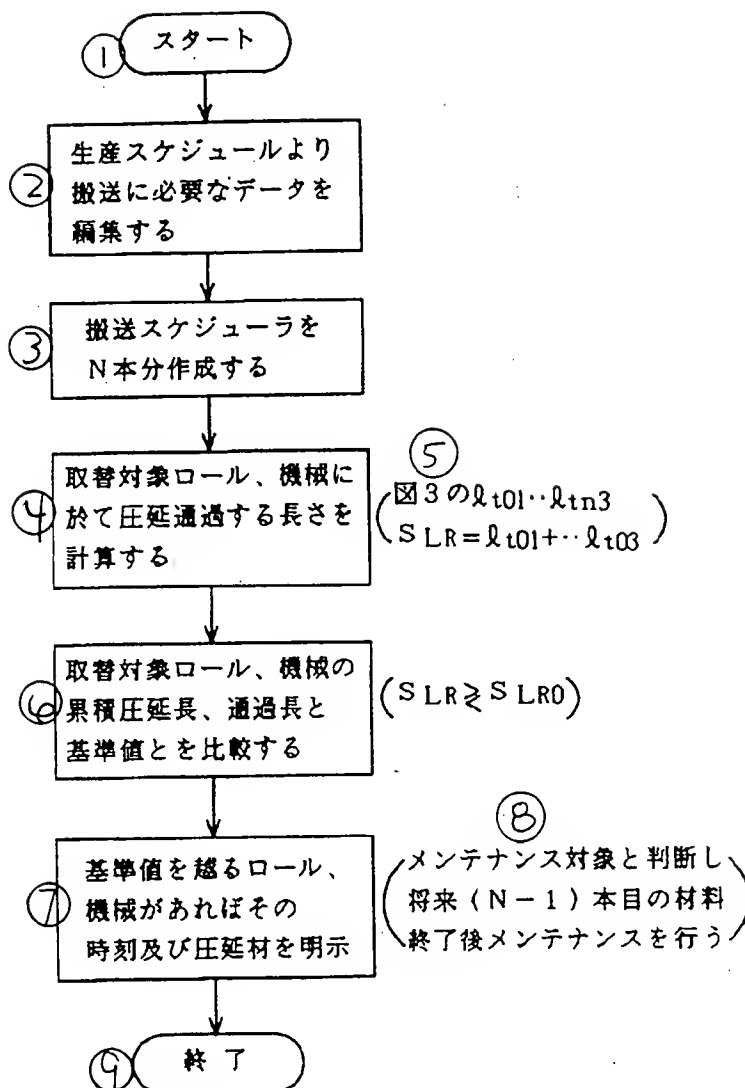 ① スタート
② 生産スケジュールより
搬送に必要なデータを
編集する
③ 搬送スケジューラを
N本分作成する
④ 取替対象ロール、機械に
於て圧延通過する長さを
計算する
⑤
(図3のℓt01‥ℓtn3
SLR=ℓt01+‥ℓt03)
⑥ 取替対象ロール、機械の
累積圧延長、通過長と
基準値とを比較する
(SLR≷SLR0)
⑦ 基準値を越るロール、
機械があればその
時刻及び圧延材を明示
⑧
(メンテナンス対象と判断し
将来(N-1)本目の材料
終了後メンテナンスを行う)
⑨ 終了